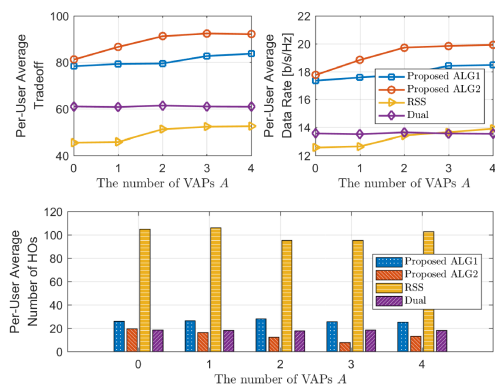 100
80
60
40
Per-User Average
Tradeoff
0 1 2 3 4
The number of VAPs A
22
20
18
16
14
12
Per-User Average
Data Rate [b/s/Hz]
Proposed ALG1
Proposed ALG2
RSS
Dual
0 1 2 3 4
The number of VAPs A
120
100
80
60
40
20
0
Per-User Average
Number of HOs
Proposed ALG1
Proposed ALG2
RSS
Dual
0 1 2 3 4
The number of VAPs A